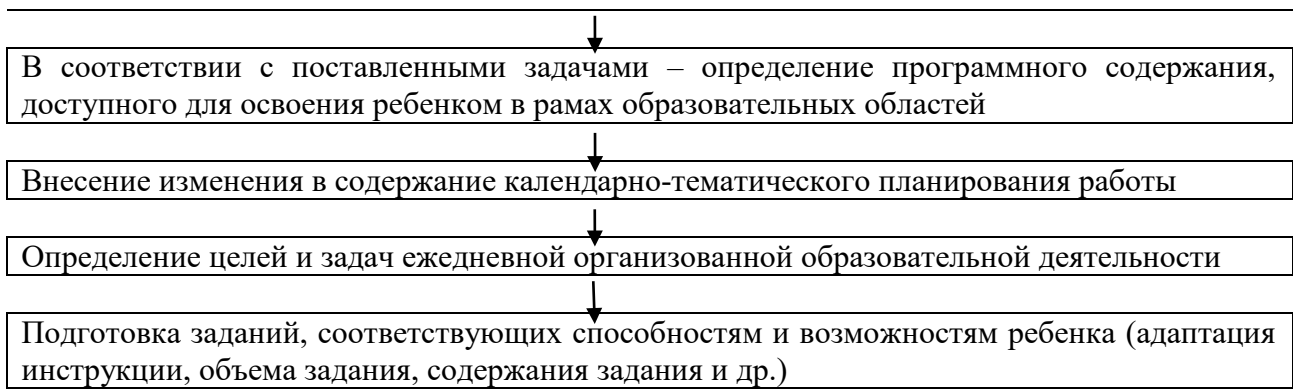 В соответствии с поставленными задачами – определение программного содержания,
доступного для освоения ребенком в рамах образовательных областей
Внесение изменения в содержание календарно-тематического планирования работы
Определение целей и задач ежедневной организованной образовательной деятельности
Подготовка заданий, соответствующих способностям и возможностям ребенка (адаптация
инструкции, объема задания, содержания задания и др.)